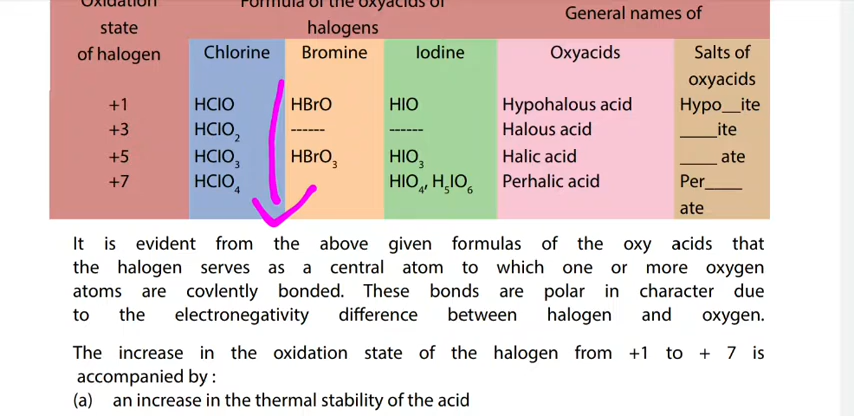 Oxidation Formula of the oxyacids of General names of
state halogens
of halogen Chlorine Bromine Iodine Oxyacids Salts of
oxyacids
+1 HClO HBrO HIO Hypohalous acid Hypo__ite
+3 HClO₂ ------ ------ Halous acid ____ite
+5 HClO₃ HBrO₃ HIO₃ Halic acid ____ ate
+7 HClO₄ HIO₄, H₅IO₆ Perhalic acid Per____
ate
It is evident from the above given formulas of the oxy acids that
the halogen serves as a central atom to which one or more oxygen
atoms are covlently bonded. These bonds are polar in character due
to the electronegativity difference between halogen and oxygen.
The increase in the oxidation state of the halogen from +1 to + 7 is
accompanied by :
(a) an increase in the thermal stability of the acid